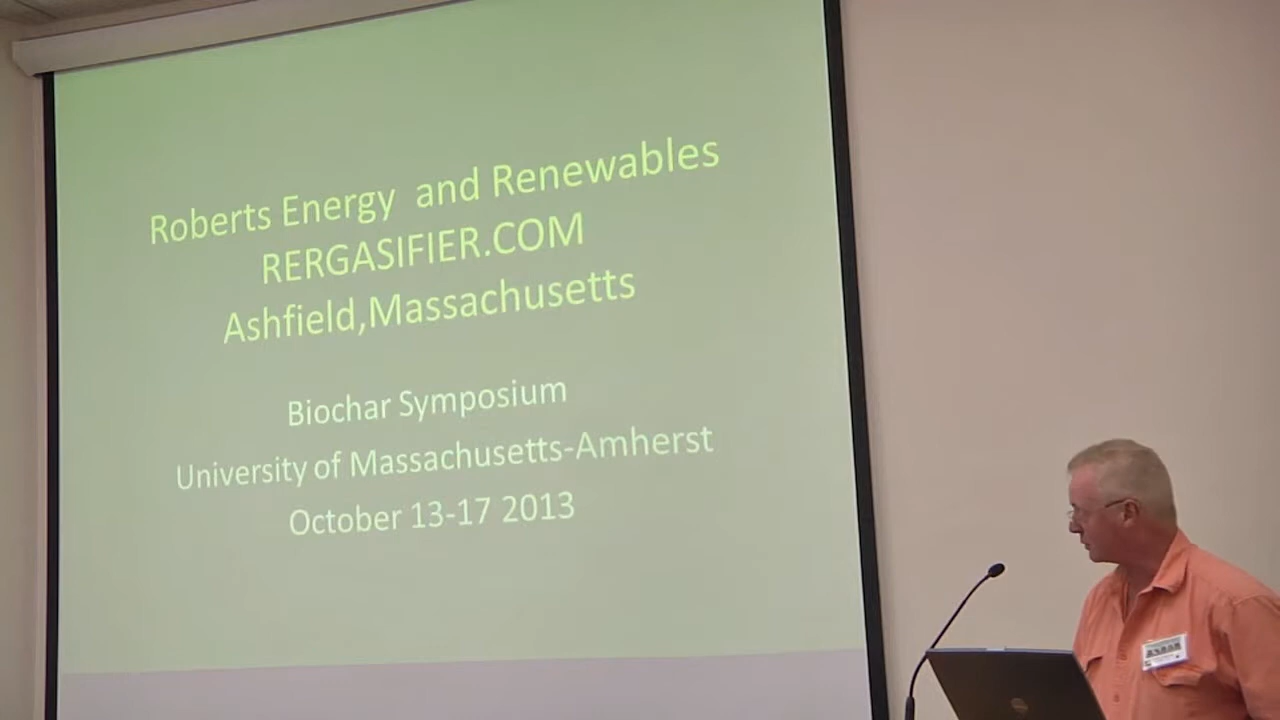 Roberts Energy and Renewables
RERGASIFIER.COM
Ashfield,Massachusetts
Biochar Symposium
University of Massachusetts-Amherst
October 13-17 2013